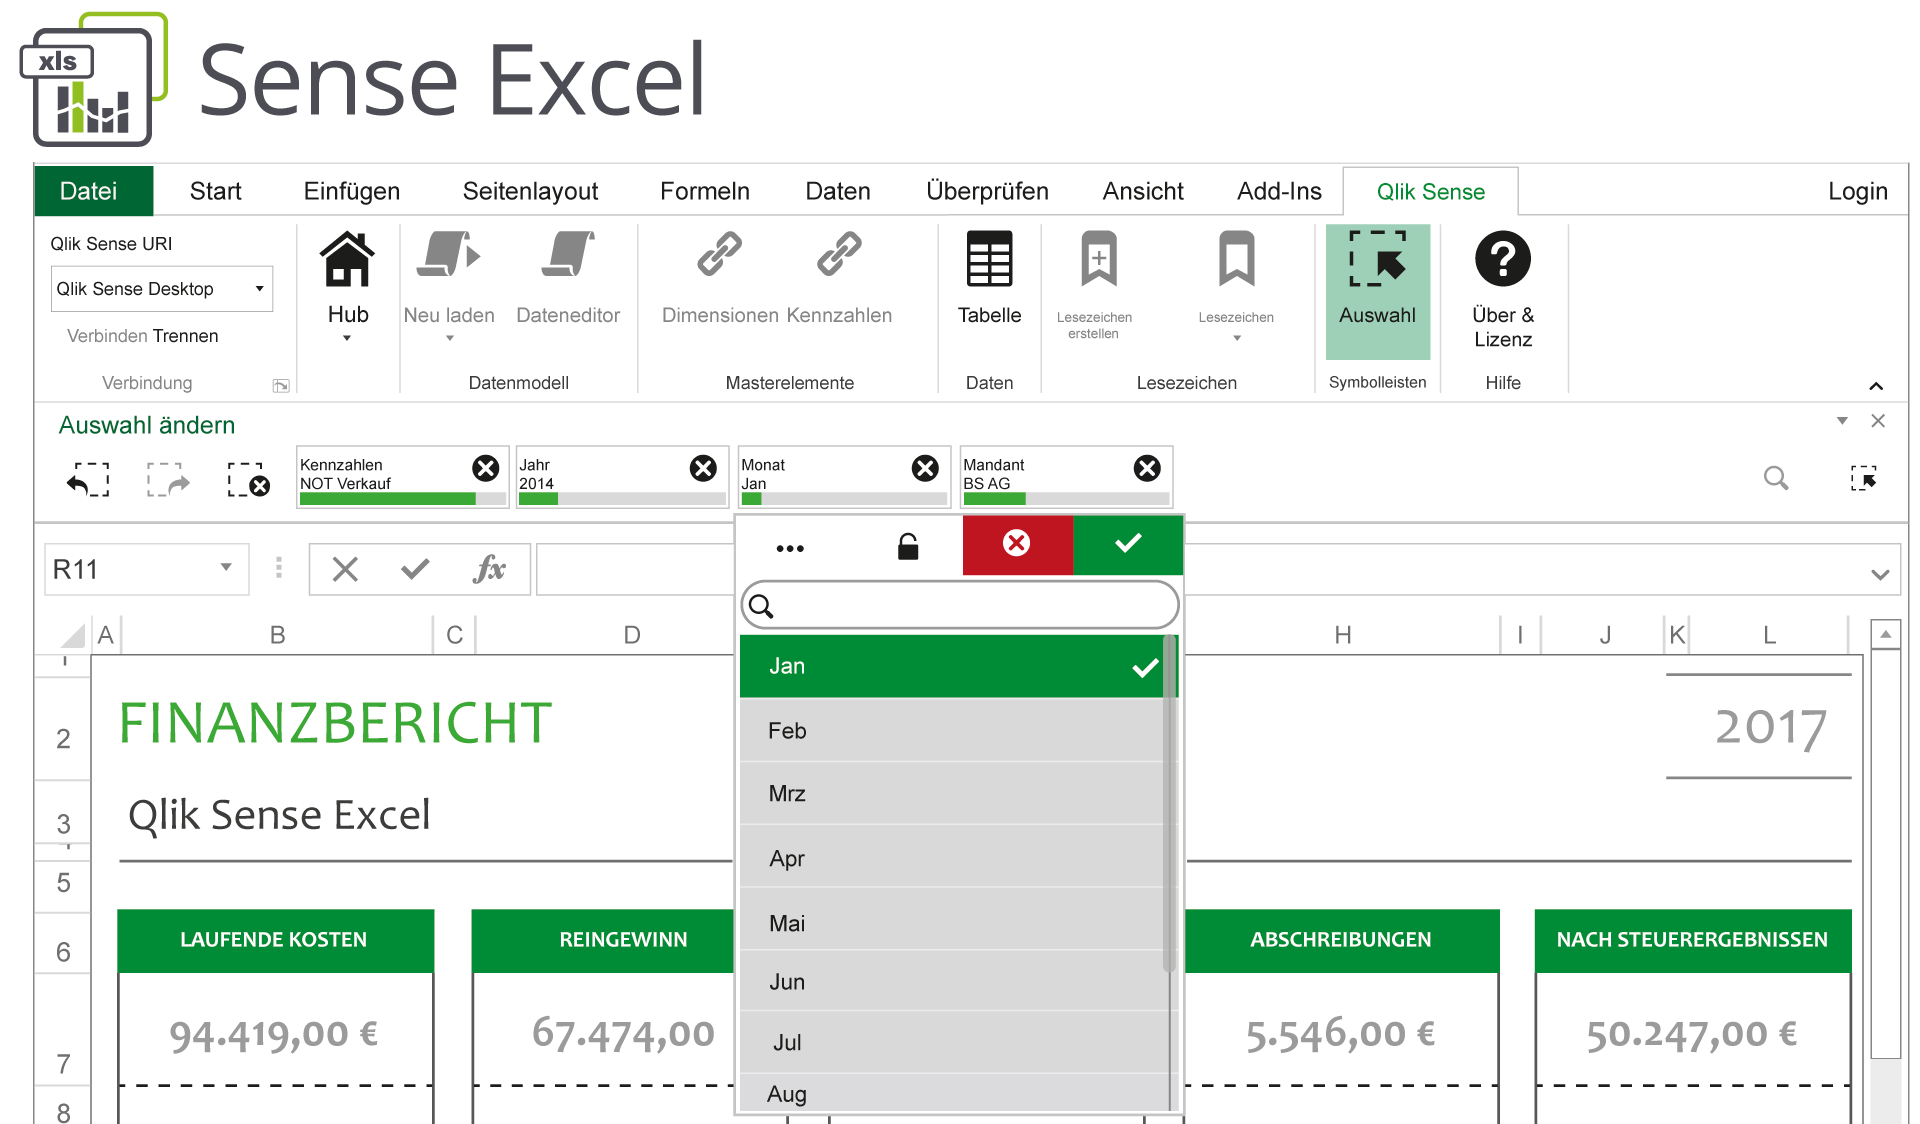 xls
Sense Excel
Datei Start Einfügen Seitenlayout Formeln Daten Überprüfen Ansicht Add-Ins Qlik Sense Login
Qlik Sense URI
Qlik Sense Desktop
Verbinden Trennen
Verbindung
Hub
Neu laden Dateneditor
Datenmodell
Dimensionen Kennzahlen
Masterelemente
Tabelle
Daten
Lesezeichen
erstellen
Lesezeichen
Lesezeichen
Auswahl
Symbolleisten
Über &
Lizenz
Hilfe
Auswahl ändern
Kennzahlen
NOT Verkauf
Jahr
2014
Monat
Jan
Mandant
BS AG
R11 fx
A B C D H I J K L
1
2
3
5
6
7
8
FINANZBERICHT
2017
Qlik Sense Excel
Jan
Feb
Mrz
Apr
Mai
Jun
Jul
Aug
LAUFENDE KOSTEN REINGEWINN ABSCHREIBUNGEN NACH STEUERERGEBNISSEN
94.419,00 € 67.474,00 5.546,00 € 50.247,00 €